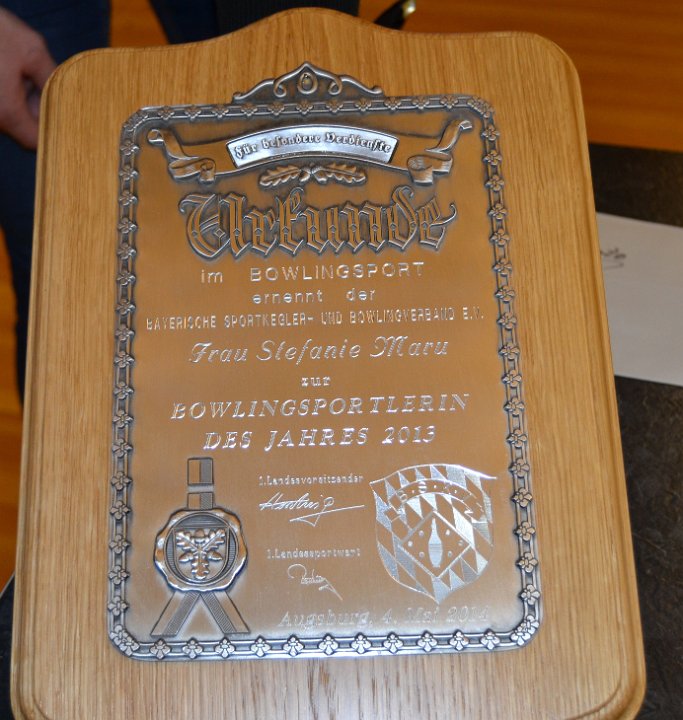 Für besondere Verdienste
Urkunde
im BOWLINGSPORT
ernennt der
BAYERISCHE SPORTKEGLER- UND BOWLINGVERBAND E.V.
Frau Stefanie Maru
zur
BOWLINGSPORTLERIN
DES JAHRES 2013
1.Landesvorsitzender
1.Landessportwart
Augsburg, 4. Mai 2014